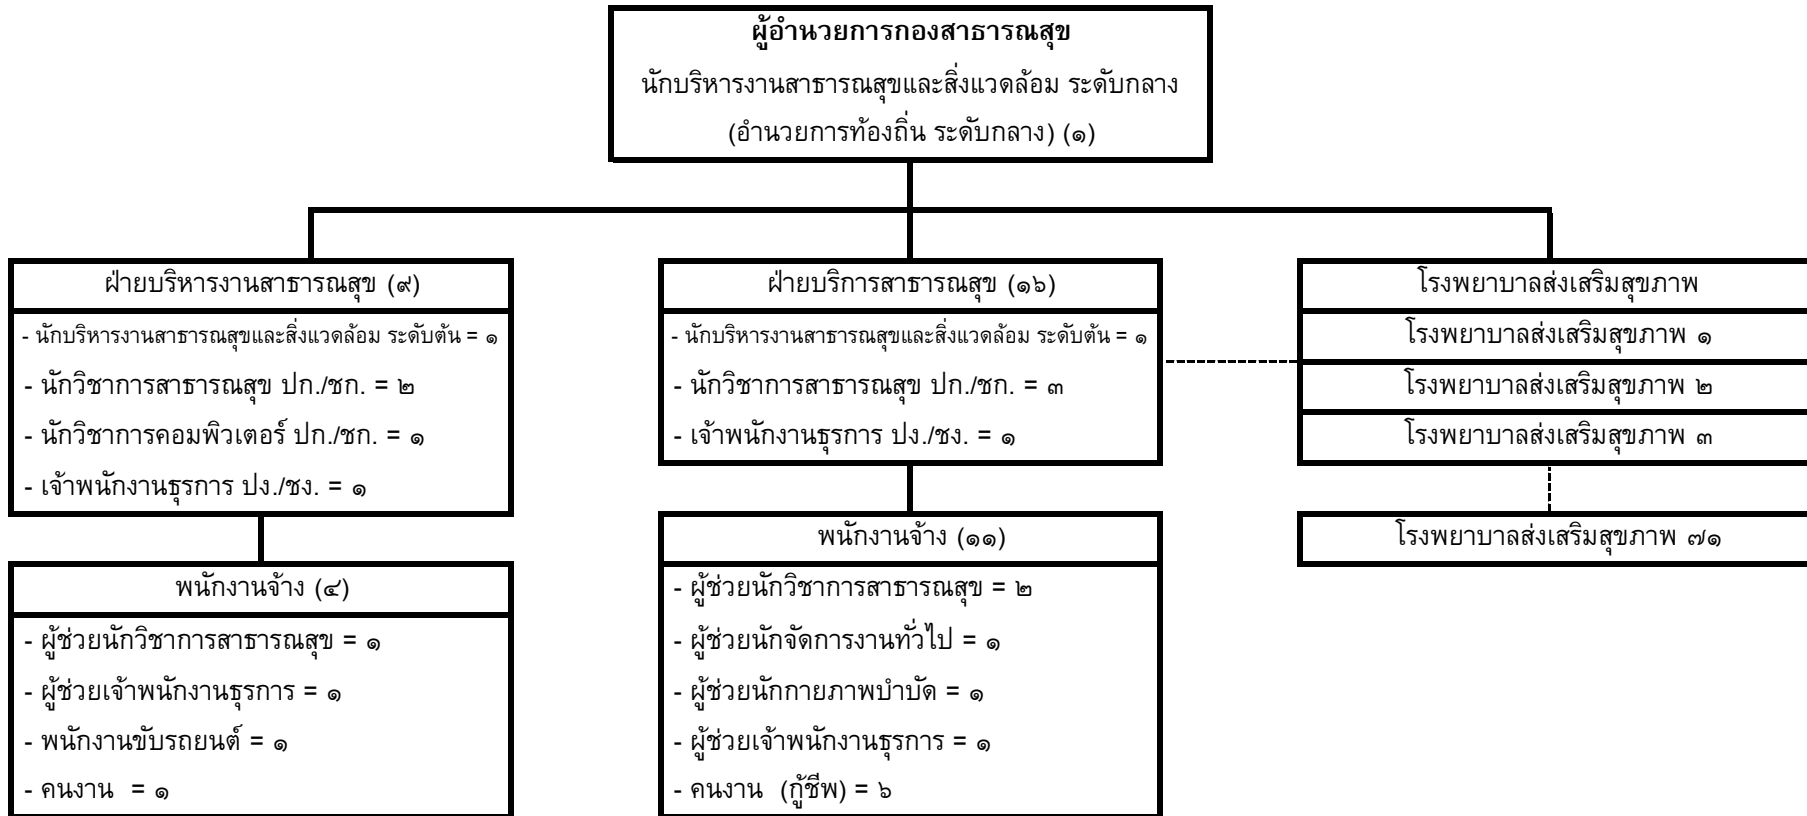 ผู้อำนวยการกองสาธารณสุข
นักบริหารงานสาธารณสุขและสิ่งแวดล้อม ระดับกลาง
(อำนวยการท้องถิ่น ระดับกลาง) (๑)
ฝ่ายบริหารงานสาธารณสุข (๙)
- นักบริหารงานสาธารณสุขและสิ่งแวดล้อม ระดับต้น = ๑
- นักวิชาการสาธารณสุข ปก./ชก. = ๒
- นักวิชาการคอมพิวเตอร์ ปก./ชก. = ๑
- เจ้าพนักงานธุรการ ปง./ชง. = ๑
พนักงานจ้าง (๔)
- ผู้ช่วยนักวิชาการสาธารณสุข = ๑
- ผู้ช่วยเจ้าพนักงานธุรการ = ๑
- พนักงานขับรถยนต์ = ๑
- คนงาน = ๑
ฝ่ายบริการสาธารณสุข (๑๖)
- นักบริหารงานสาธารณสุขและสิ่งแวดล้อม ระดับต้น = ๑
- นักวิชาการสาธารณสุข ปก./ชก. = ๓
- เจ้าพนักงานธุรการ ปง./ชง. = ๑
พนักงานจ้าง (๑๑)
- ผู้ช่วยนักวิชาการสาธารณสุข = ๒
- ผู้ช่วยนักจัดการงานทั่วไป = ๑
- ผู้ช่วยนักกายภาพบำบัด = ๑
- ผู้ช่วยเจ้าพนักงานธุรการ = ๑
- คนงาน (กู้ชีพ) = ๖
โรงพยาบาลส่งเสริมสุขภาพ
โรงพยาบาลส่งเสริมสุขภาพ ๑
โรงพยาบาลส่งเสริมสุขภาพ ๒
โรงพยาบาลส่งเสริมสุขภาพ ๓
โรงพยาบาลส่งเสริมสุขภาพ ๗๑